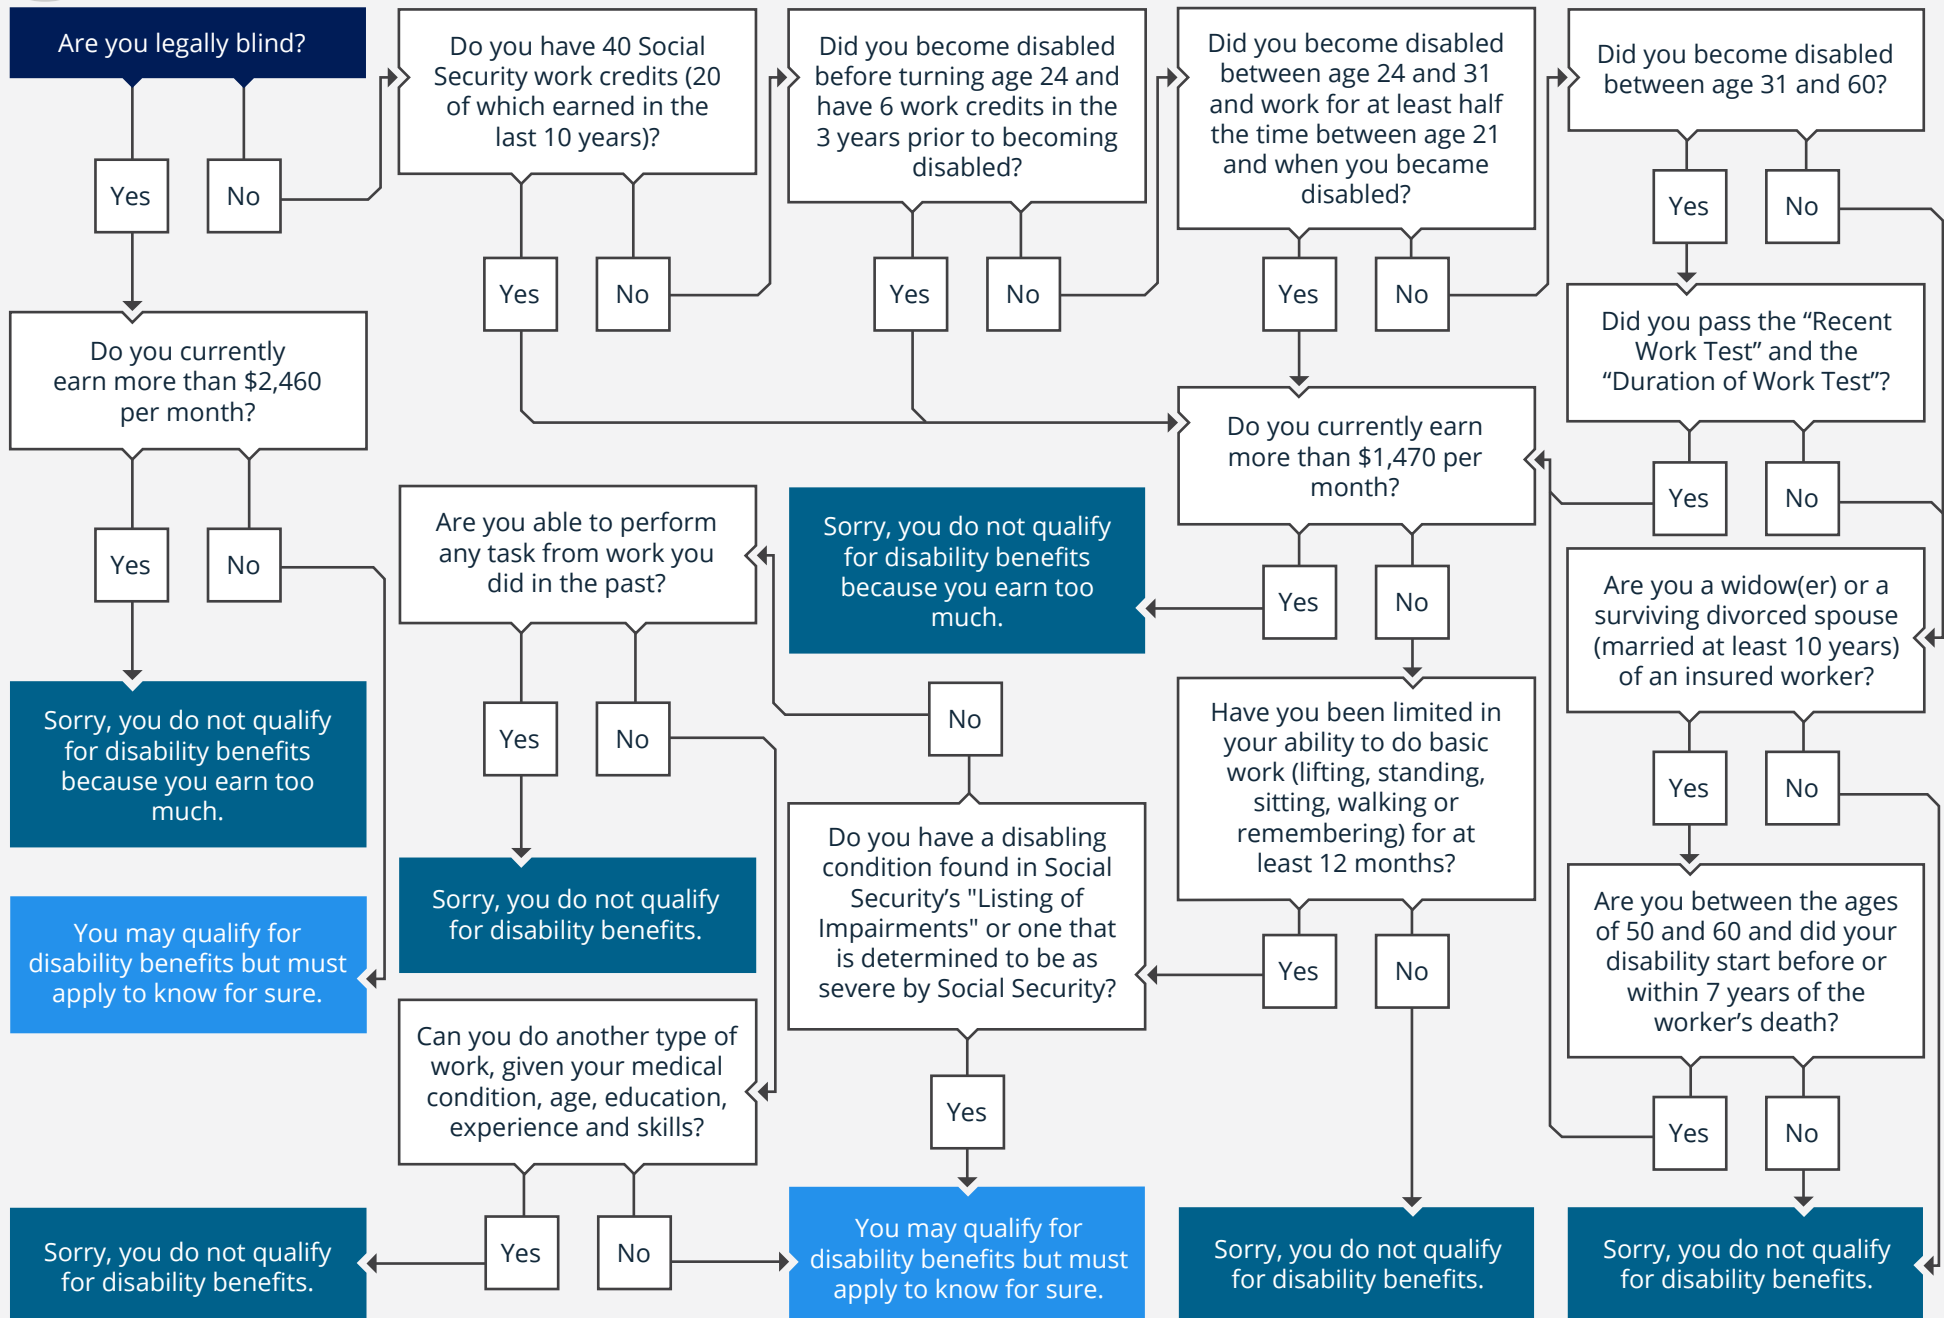 Are you legally blind?
Yes
No
Do you have 40 Social
Security work credits (20
of which earned in the
last 10 years)?
Yes
No
Did you become disabled
before turning age 24 and
have 6 work credits in the
3 years prior to becoming
disabled?
Yes
No
Did you become disabled
between age 24 and 31
and work for at least half
the time between age 21
and when you became
disabled?
Yes
No
Did you become disabled
between age 31 and 60?
Yes
No
Did you pass the “Recent
Work Test” and the
“Duration of Work Test”?
Yes
No
Do you currently
earn more than $2,460
per month?
Yes
No
Sorry, you do not qualify
for disability benefits
because you earn too
much.
You may qualify for
disability benefits but must
apply to know for sure.
Do you currently earn
more than $1,470 per
month?
Yes
No
Sorry, you do not qualify
for disability benefits
because you earn too
much.
Are you a widow(er) or a
surviving divorced spouse
(married at least 10 years)
of an insured worker?
Yes
No
Are you between the ages
of 50 and 60 and did your
disability start before or
within 7 years of the
worker’s death?
Yes
No
Sorry, you do not qualify
for disability benefits.
Have you been limited in
your ability to do basic
work (lifting, standing,
sitting, walking or
remembering) for at
least 12 months?
Yes
No
Sorry, you do not qualify
for disability benefits.
No
Do you have a disabling
condition found in Social
Security’s "Listing of
Impairments" or one that
is determined to be as
severe by Social Security?
Yes
You may qualify for
disability benefits but must
apply to know for sure.
Are you able to perform
any task from work you
did in the past?
Yes
No
Sorry, you do not qualify
for disability benefits.
Can you do another type of
work, given your medical
condition, age, education,
experience and skills?
Yes
No
Sorry, you do not qualify
for disability benefits.